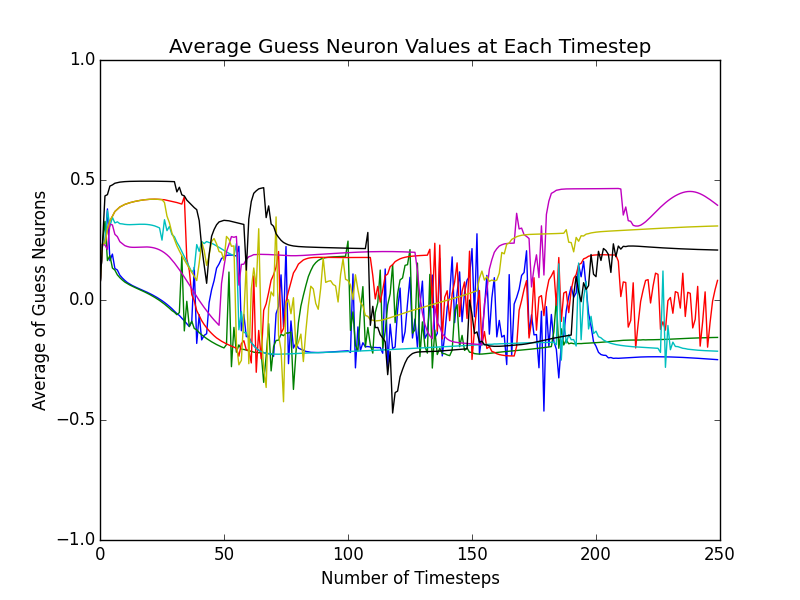 Average Guess Neuron Values at Each Timestep
Average of Guess Neurons
1.0
0.5
0.0
−0.5
−1.0
0 50 100 150 200 250
Number of Timesteps